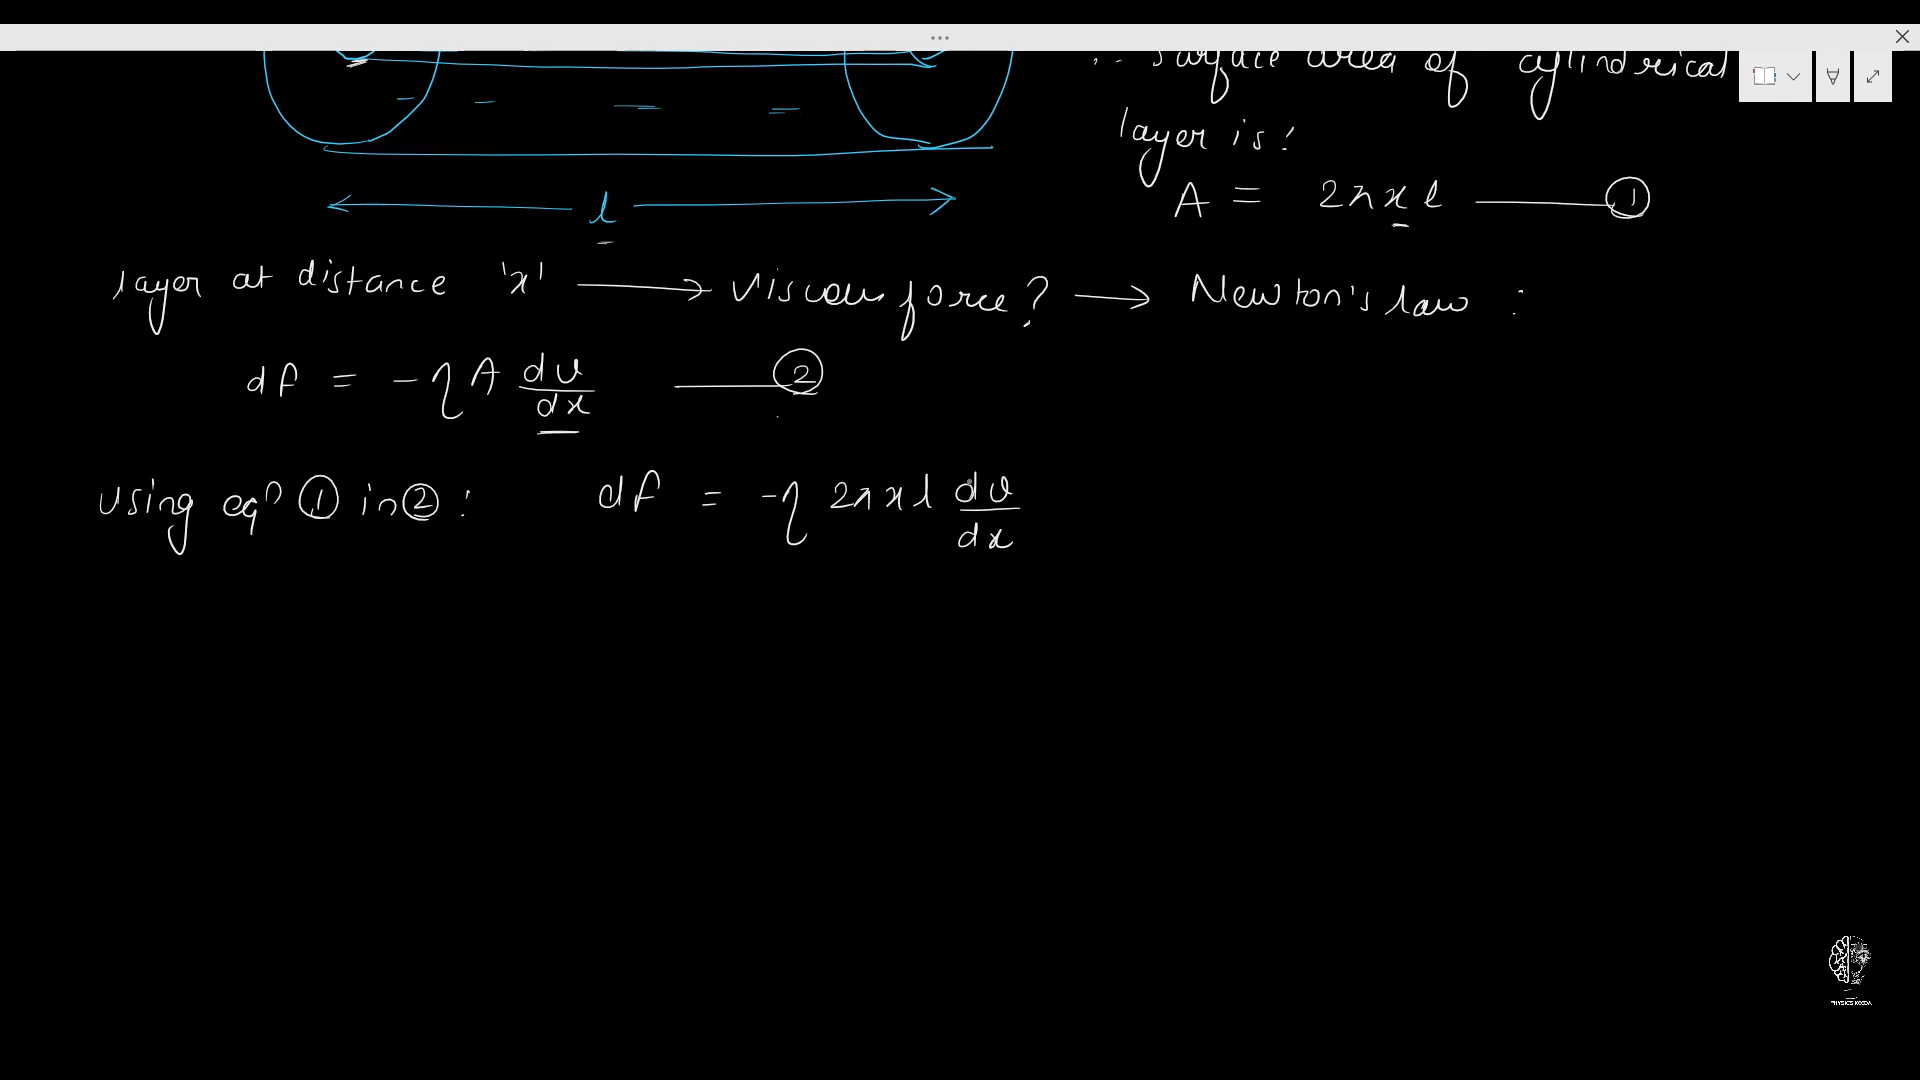 ∴ surface area of cylindrical
layer is:
A = 2πxl ——— ①
l
layer at distance 'x' ⟶ Viscous force? ⟶ Newton's law :
df = -η A dv/dx ——— ②
Using eqⁿ ① in ② : df = -η 2πxl dv/dx